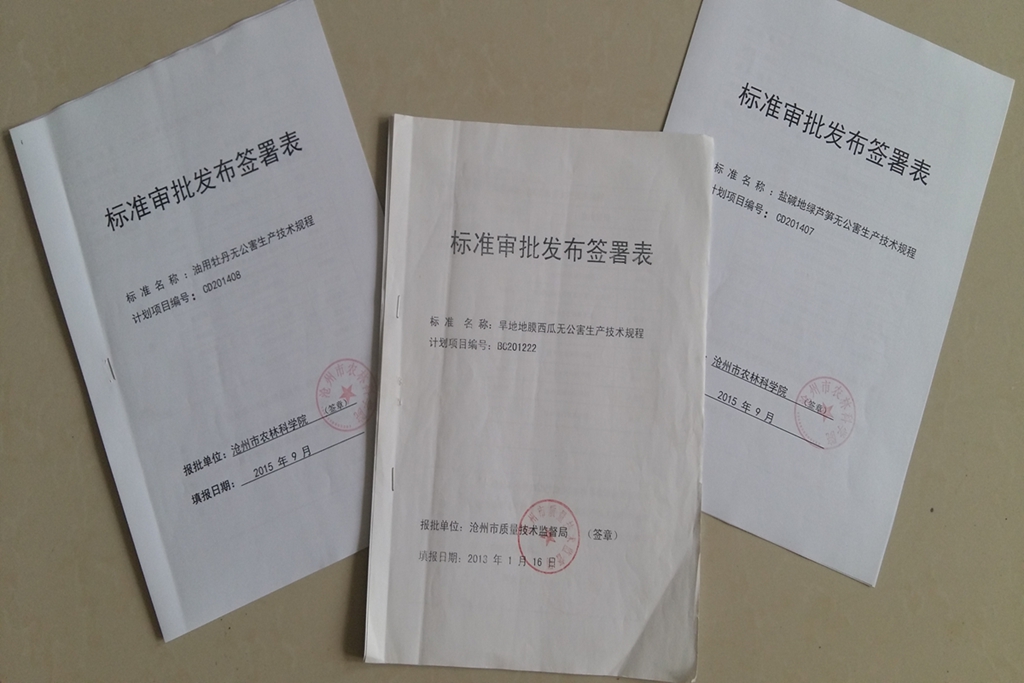 标准审批发布签署表
标 准 名 称：油用牡丹无公害生产技术规程
计划项目编号：CD201408
报批单位：沧州市农林科学院 （签章）
填报日期： 2015 年 9 月
标准审批发布签署表
标 准 名 称：旱地地膜西瓜无公害生产技术规程
计划项目编号：BC201222
报批单位：沧州市质量技术监督局 （签章）
填报日期：2013 年 1 月 16 日
标准审批发布签署表
标 准 名 称：盐碱地绿芦笋无公害生产技术规程
计划项目编号：CD201407
沧州市农林科学院 （签章）
2015 年 9 月